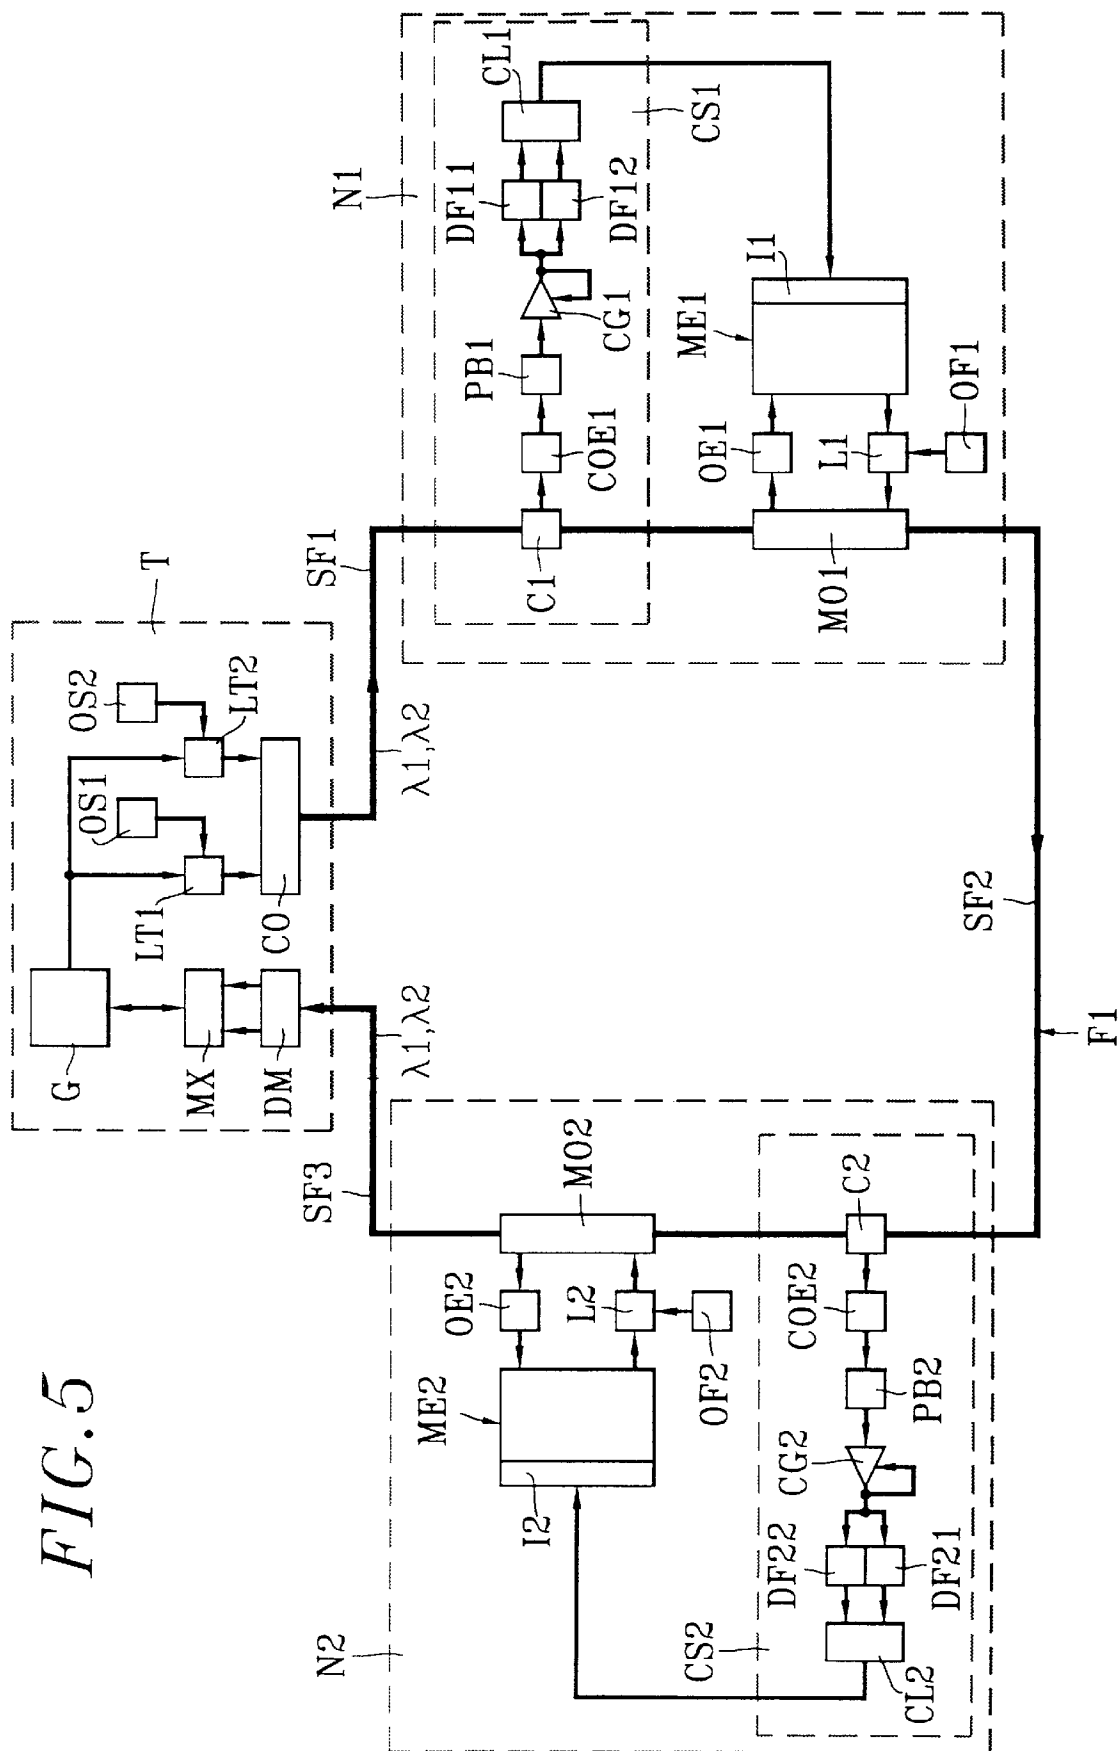 FIG.5
T
G
MX
DM
LT1
OS1
OS2
LT2
CO
SF3
λ1,λ2
λ1,λ2
SF1
N1
CS1
C1
COE1
PB1
CG1
DF11
DF12
CL1
MO1
OE1
L1
OF1
ME1
I1
SF2
F1
N2
MO2
OE2
L2
OF2
ME2
I2
CS2
C2
COE2
PB2
CG2
DF22
DF21
CL2